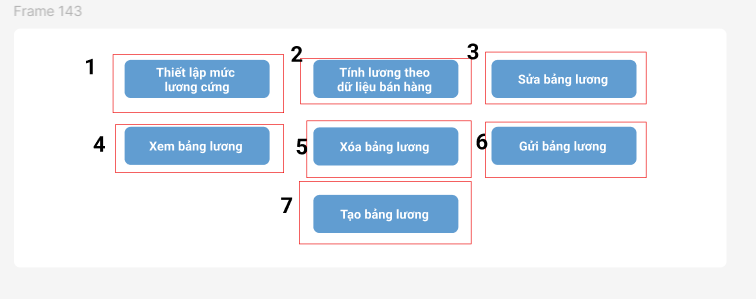 Frame 143
1
Thiết lập mức
lương cứng
2
Tính lương theo
dữ liệu bán hàng
3
Sửa bảng lương
4
Xem bảng lương
5
Xóa bảng lương
6
Gửi bảng lương
7
Tạo bảng lương